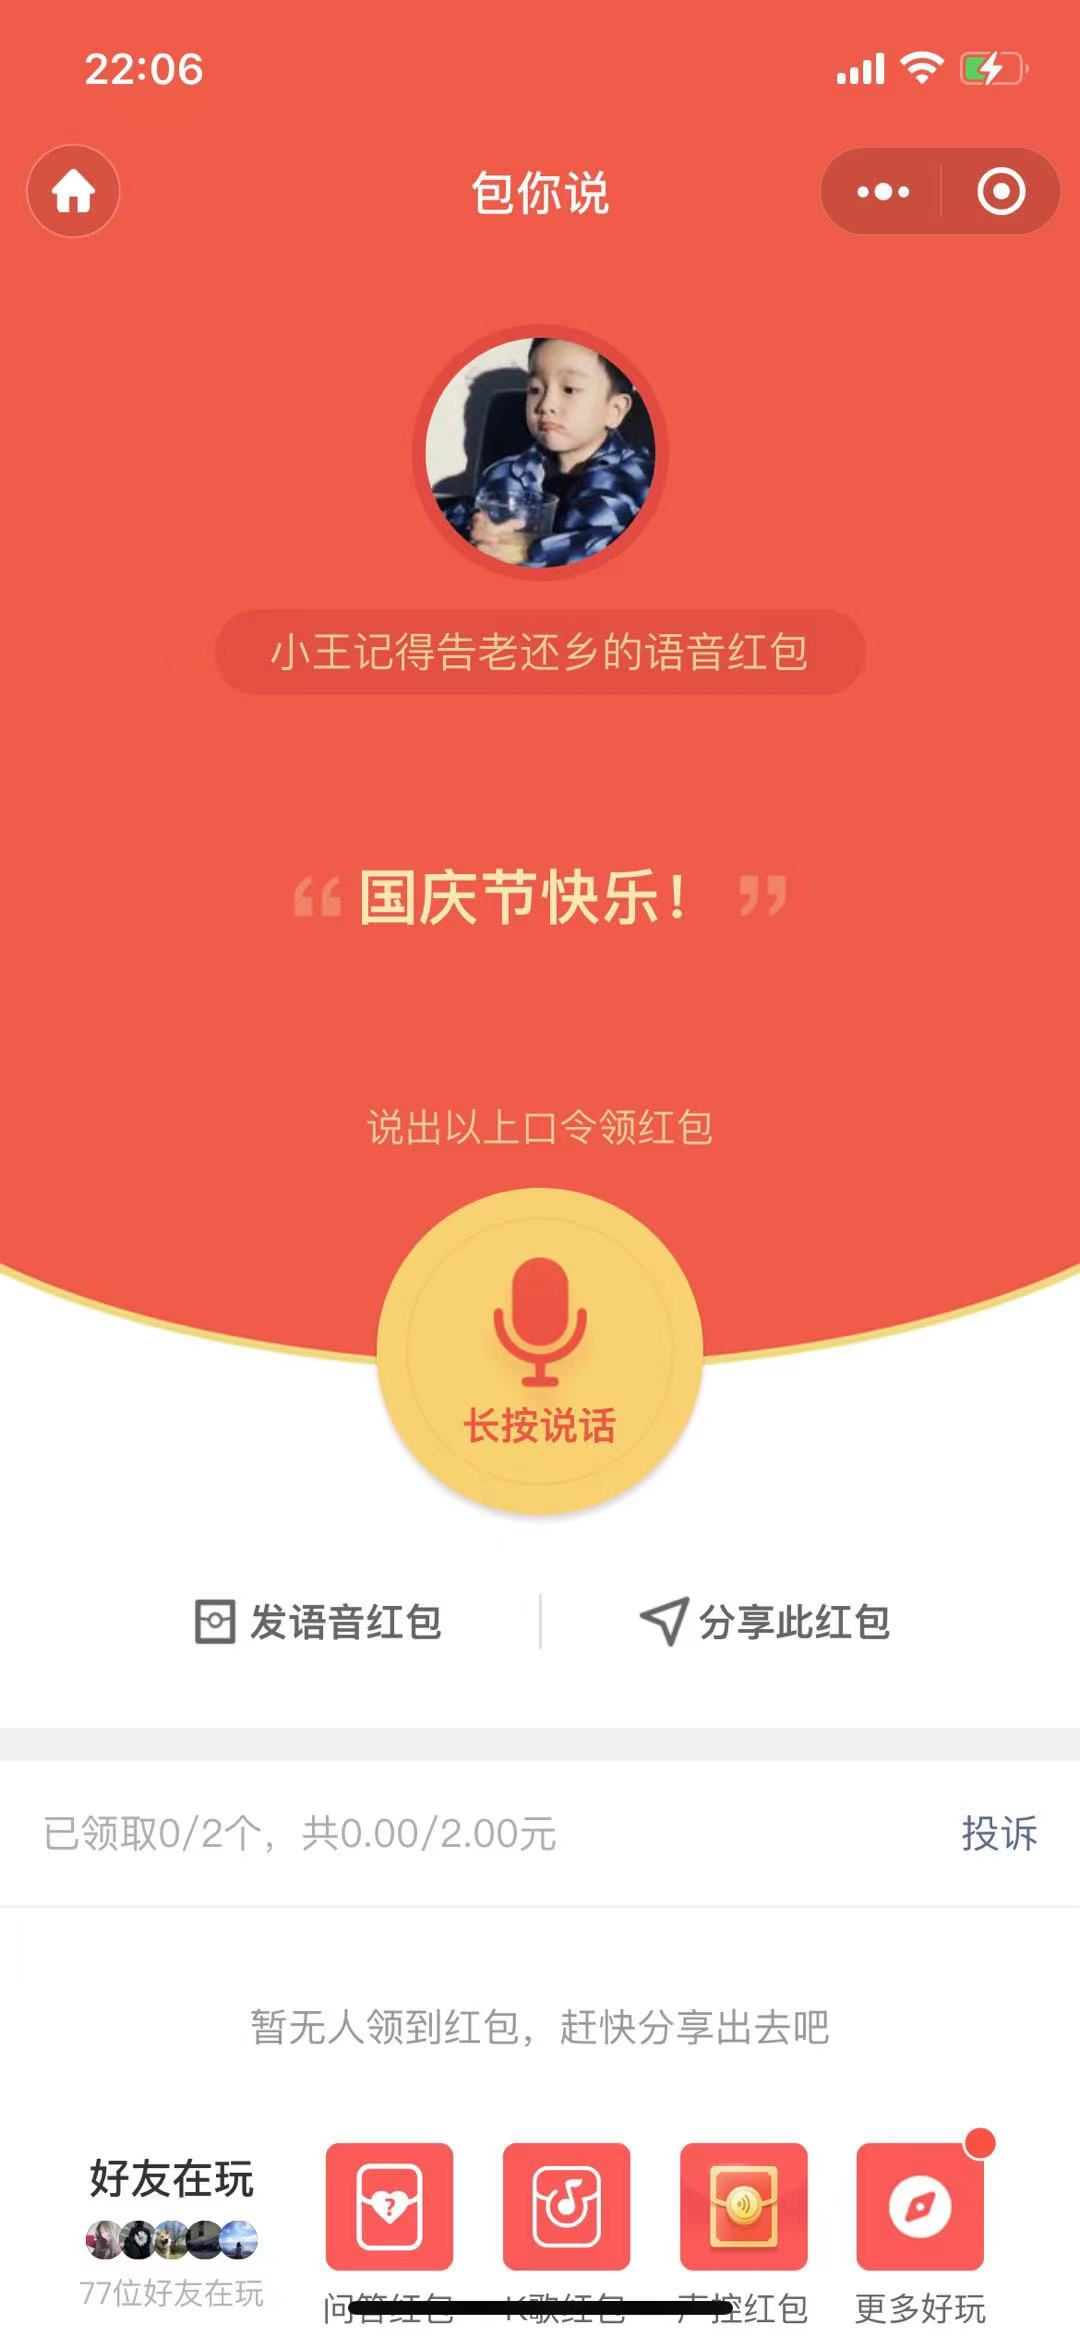 22:06
包你说
小王记得告老还乡的语音红包
“国庆节快乐！”
说出以上口令领红包
长按说话
发语音红包
分享此红包
已领取0/2个，共0.00/2.00元
投诉
暂无人领到红包，赶快分享出去吧
好友在玩
77位好友在玩
问答红包
K歌红包
声控红包
更多好玩